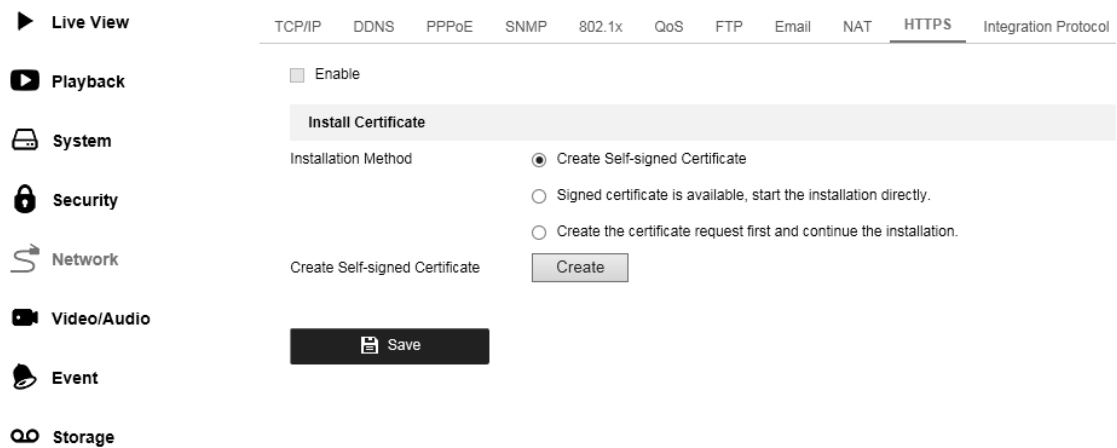 Live View
Playback
System
Security
Network
Video/Audio
Event
Storage
TCP/IP DDNS PPPoE SNMP 802.1x QoS FTP Email NAT HTTPS Integration Protocol
Enable
Install Certificate
Installation Method
Create Self-signed Certificate
Signed certificate is available, start the installation directly.
Create the certificate request first and continue the installation.
Create Self-signed Certificate Create
Save